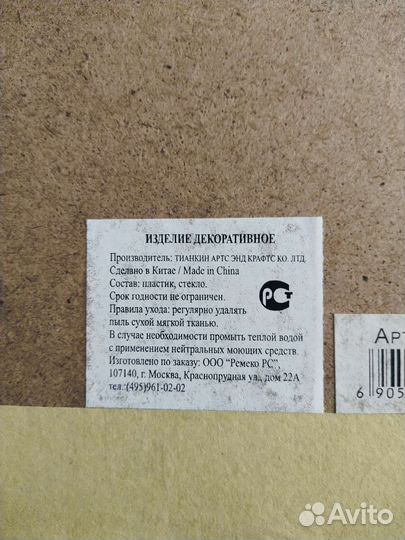 ИЗДЕЛИЕ ДЕКОРАТИВНОЕ
Производитель: ТИАНКИН АРТС ЭНД КРАФТС КО. ЛТД.
Сделано в Китае / Made in China
Состав: пластик, стекло.
Срок годности не ограничен.
Правила ухода: регулярно удалять
пыль сухой мягкой тканью.
В случае необходимости промыть теплой водой
с применением нейтральных моющих средств.
Изготовлено по заказу: ООО "Ремеко РС",
107140, г. Москва, Краснопрудная ул., дом 22А
тел.:(495)961-02-02
РСТ
АРТ
6 905
Avito